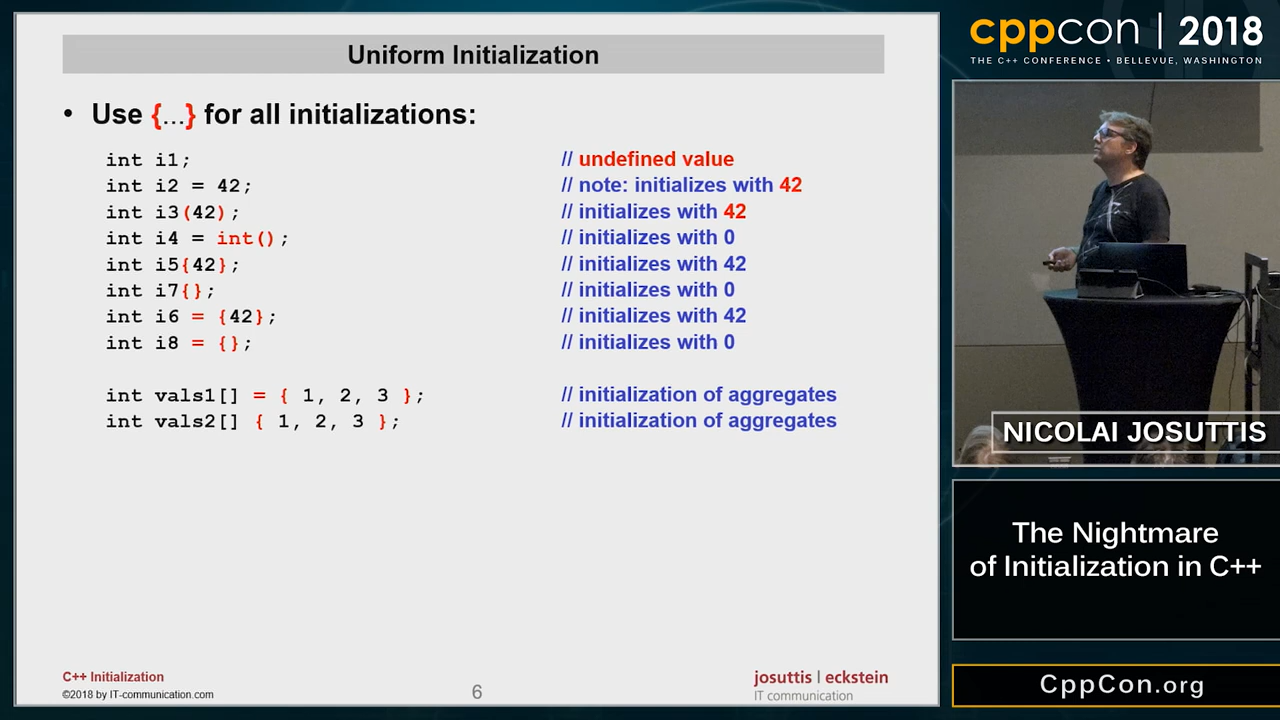 Uniform Initialization
• Use {...} for all initializations:
int i1; // undefined value
int i2 = 42; // note: initializes with 42
int i3(42); // initializes with 42
int i4 = int(); // initializes with 0
int i5{42}; // initializes with 42
int i7{}; // initializes with 0
int i6 = {42}; // initializes with 42
int i8 = {}; // initializes with 0
int vals1[] = { 1, 2, 3 }; // initialization of aggregates
int vals2[] { 1, 2, 3 }; // initialization of aggregates
C++ Initialization
©2018 by IT-communication.com
6
josuttis | eckstein
IT communication
cppcon | 2018
THE C++ CONFERENCE • BELLEVUE, WASHINGTON
NICOLAI JOSUTTIS
The Nightmare
of Initialization in C++
CppCon.org